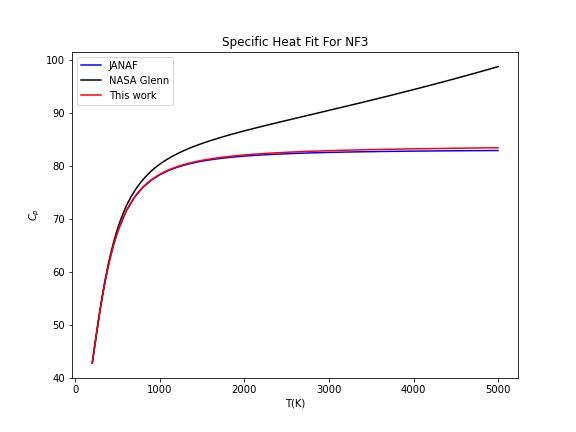 Specific Heat Fit For NF3
JANAF
NASA Glenn
This work
100
90
80
70
60
50
40
C_p
0 1000 2000 3000 4000 5000
T(K)